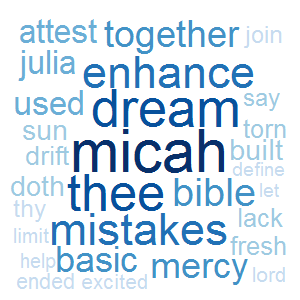 attest together join
julia enhance
used dream say
sun micah torn
drift built
doth thee bible define
thy let
limit mistakes lack
help basic mercy fresh
ended excited lord